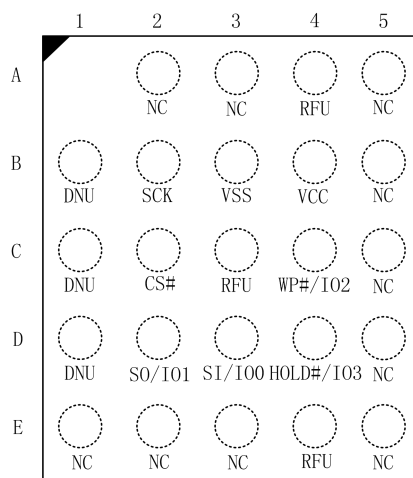 1 2 3 4 5
A
NC NC RFU NC
B
DNU SCK VSS VCC NC
C
DNU CS# RFU WP#/IO2 NC
D
DNU SO/IO1 SI/IO0 HOLD#/IO3 NC
E
NC NC NC RFU NC